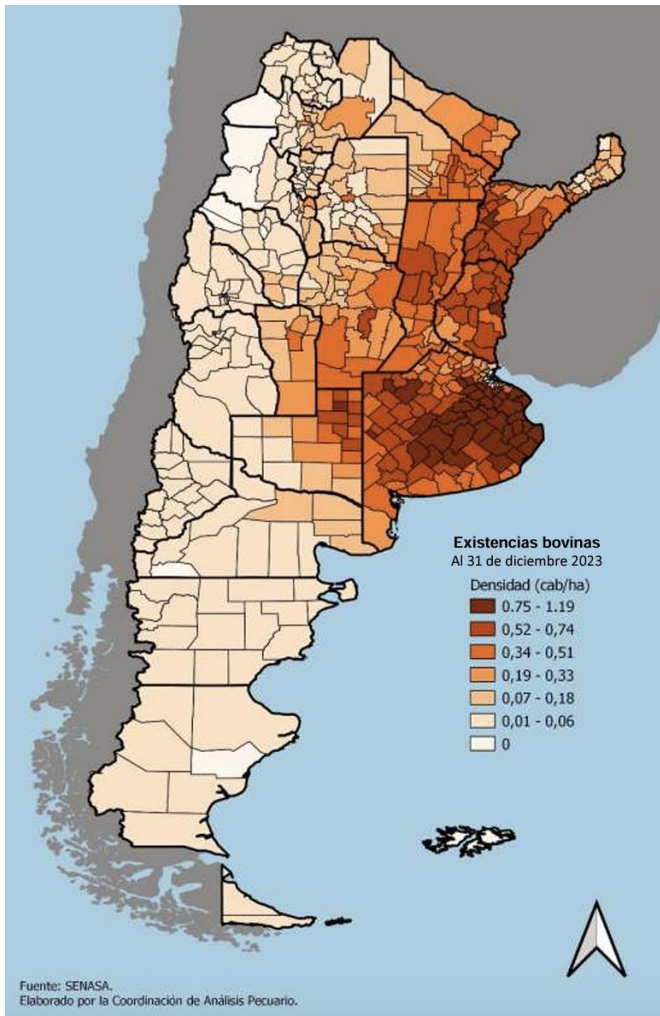 Existencias bovinas
Al 31 de diciembre 2023
Densidad (cab/ha)
0.75 - 1.19
0,52 - 0,74
0,34 - 0,51
0,19 - 0,33
0,07 - 0,18
0,01 - 0,06
0
Fuente: SENASA.
Elaborado por la Coordinación de Análisis Pecuario.